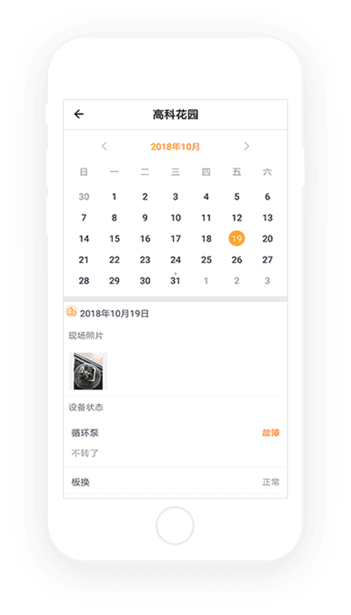 高科花园
2018年10月
日 一 二 三 四 五 六
30 1 2 3 4 5 6
7 8 9 10 11 12 13
14 15 16 17 18 19 20
21 22 23 24 25 26 27
28 29 30 31 1 2 3
2018年10月19日
现场照片
设备状态
循环泵 故障
不转了
板换 正常